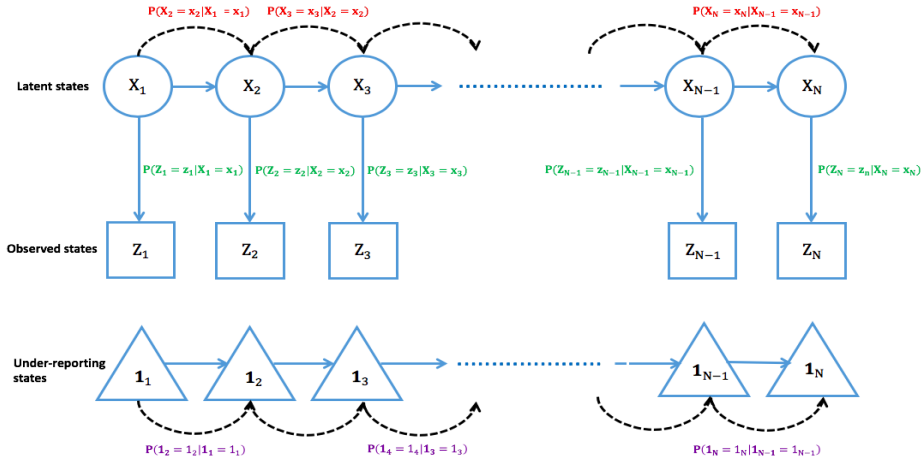 P(X₂ = x₂|X₁ = x₁) P(X₃ = x₃|X₂ = x₂) P(X_N = x_N|X_{N−1} = x_{N−1})
Latent states X₁ X₂ X₃ X_{N−1} X_N
P(Z₁ = z₁|X₁ = x₁) P(Z₂ = z₂|X₂ = x₂) P(Z₃ = z₃|X₃ = x₃) P(Z_{N−1} = z_{N−1}|X_{N−1} = x_{N−1}) P(Z_N = z_n|X_N = x_N)
Observed states Z₁ Z₂ Z₃ Z_{N−1} Z_N
Under-reporting
states
1₁ 1₂ 1₃ 1_{N−1} 1_N
P(1₂ = 1₂|1₁ = 1₁) P(1₄ = 1₄|1₃ = 1₃) P(1_N = 1_N|1_{N−1} = 1_{N−1})